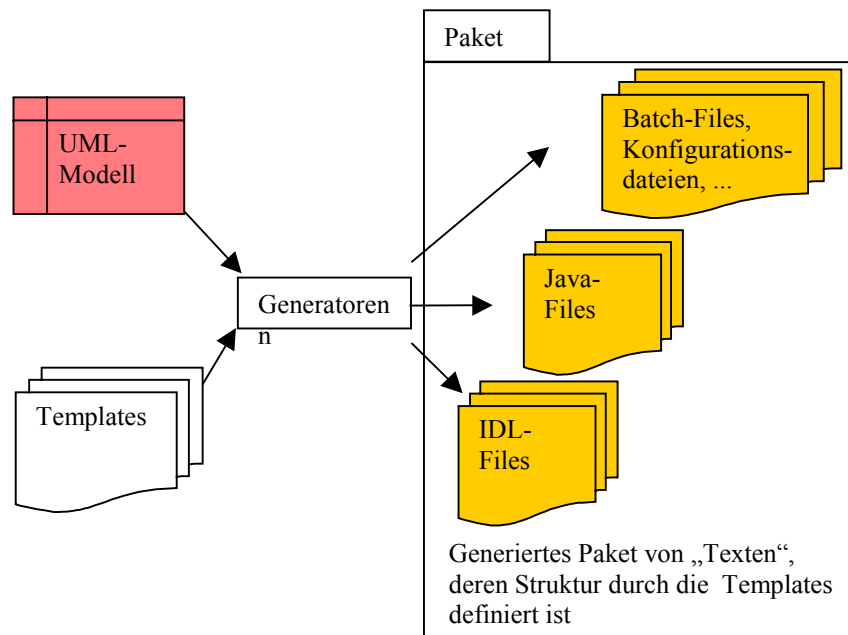 Paket
UML-
Modell
Batch-Files,
Konfigurations-
dateien, ...
Java-
Files
Generatoren
n
Templates
IDL-
Files
Generiertes Paket von „Texten“,
deren Struktur durch die Templates
definiert ist